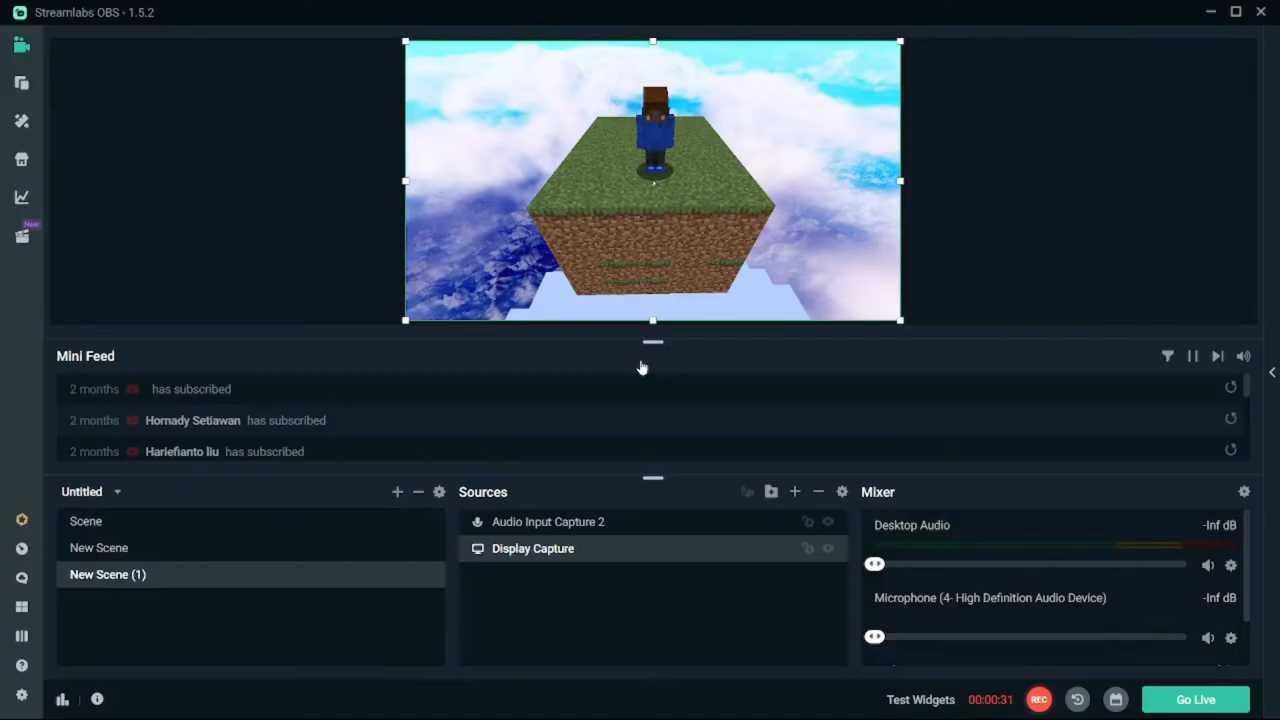 Streamlabs OBS - 1.5.2
New
Mini Feed
2 months has subscribed
2 months Hornady Setiawan has subscribed
2 months Harlefianto liu has subscribed
Untitled
Scene
New Scene
New Scene (1)
Sources
Audio Input Capture 2
Display Capture
Mixer
Desktop Audio -Inf dB
Microphone (4- High Definition Audio Device) -Inf dB
Test Widgets 00:00:31 REC Go Live